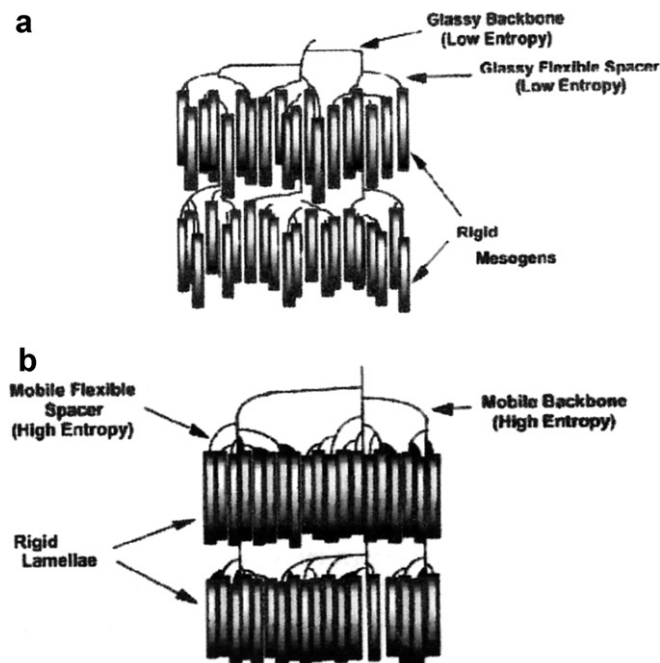 a
Glassy Backbone
(Low Entropy)
Glassy Flexible Spacer
(Low Entropy)
Rigid
Mesogens
b
Mobile Flexible
Spacer
(High Entropy)
Mobile Backbone
(High Entropy)
Rigid
Lamellae